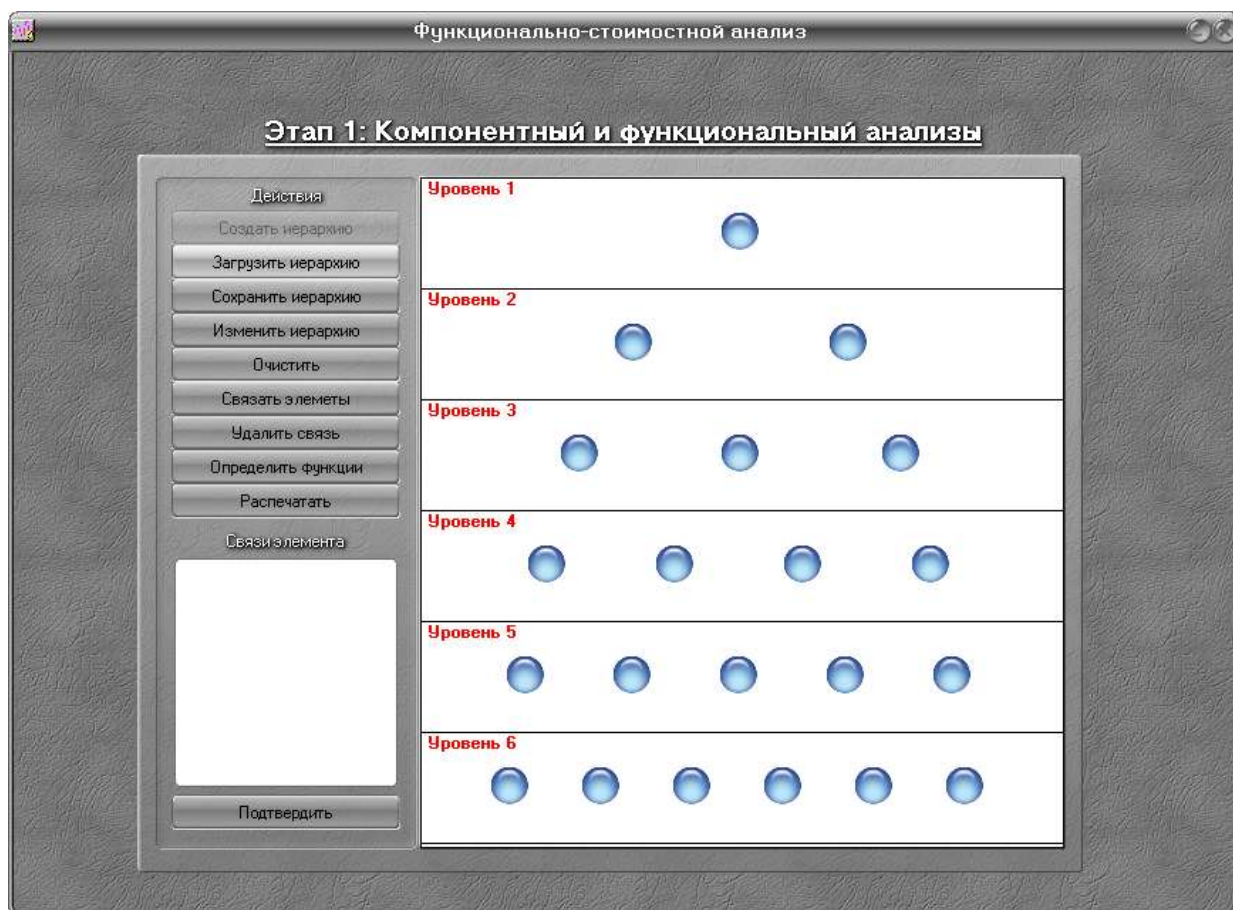 Функционально-стоимостной анализ
Этап 1: Компонентный и функциональный анализы
Действия
Создать иерархию
Загрузить иерархию
Сохранить иерархию
Изменить иерархию
Очистить
Связать элеметы
Удалить связь
Определить функции
Распечатать
Связи элемента
Подтвердить
Уровень 1
Уровень 2
Уровень 3
Уровень 4
Уровень 5
Уровень 6